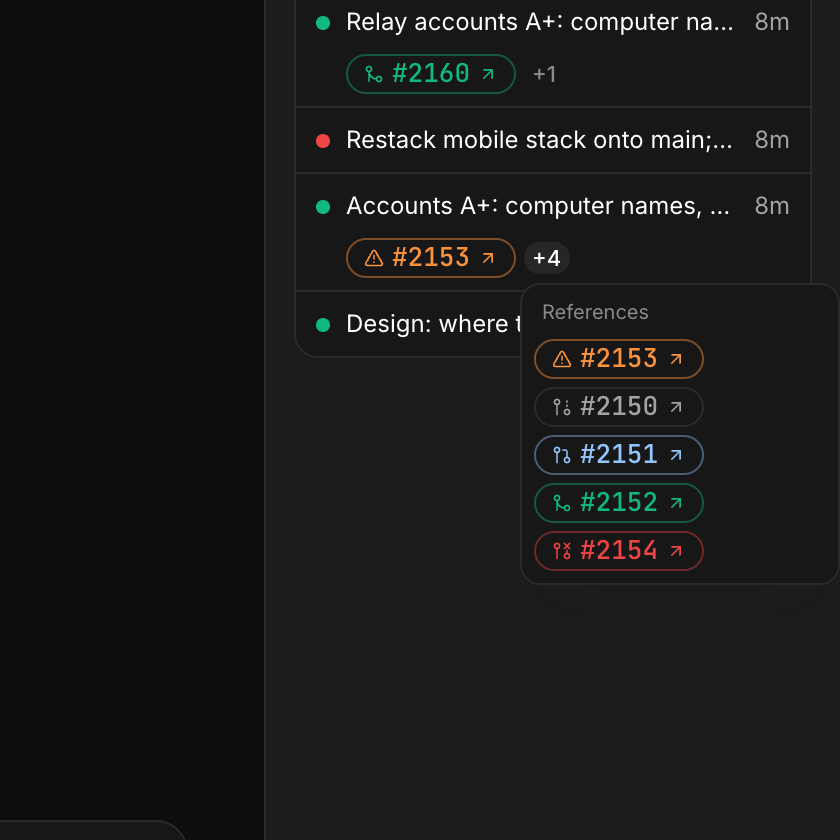 Relay accounts A+: computer na... 8m
#2160 +1
Restack mobile stack onto main;... 8m
Accounts A+: computer names, ... 8m
#2153 +4
Design: where t
References
#2153
#2150
#2151
#2152
#2154